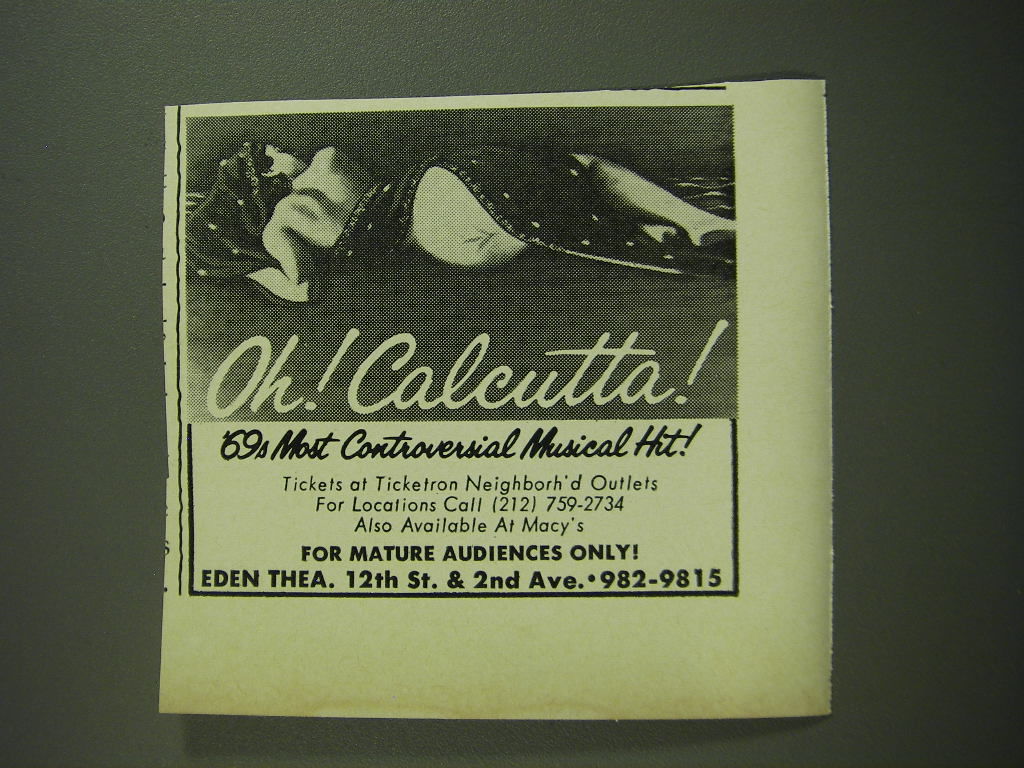 Oh! Calcutta!
'69s Most Controversial Musical Hit!
Tickets at Ticketron Neighborh'd Outlets
For Locations Call (212) 759-2734
Also Available At Macy's
FOR MATURE AUDIENCES ONLY!
EDEN THEA. 12th St. & 2nd Ave.•982-9815